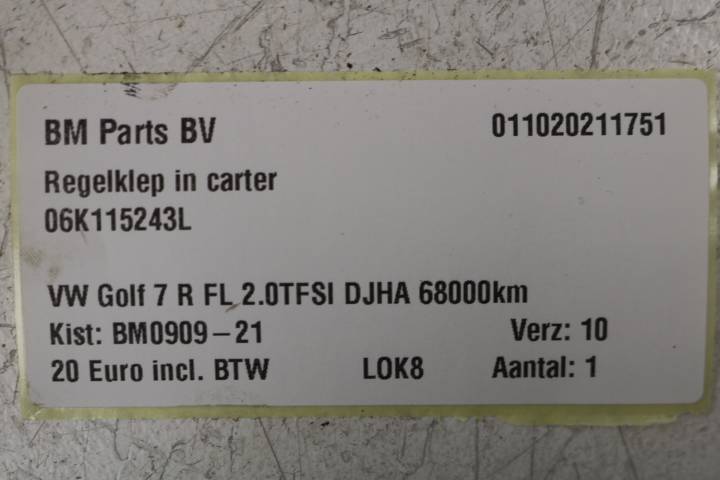 BM Parts BV 011020211751
Regelklep in carter
06K115243L
VW Golf 7 R FL 2.0TFSI DJHA 68000km
Kist: BM0909-21 Verz: 10
20 Euro incl. BTW LOK8 Aantal: 1